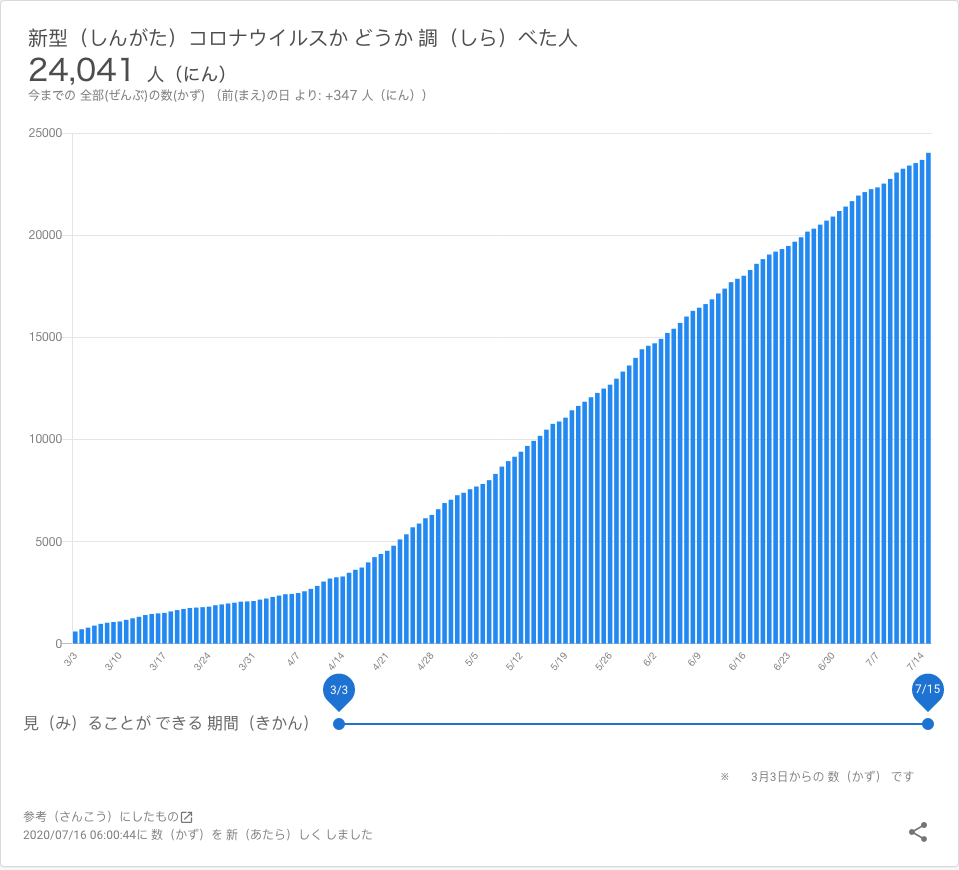 新型（しんがた）コロナウイルスか どうか 調（しら）べた人
24,041 人（にん）
今までの 全部(ぜんぶ)の数(かず) （前(まえ)の日 より: +347 人（にん））
25000
20000
15000
10000
5000
0
3/3 3/10 3/17 3/24 3/31 4/7 4/14 4/21 4/28 5/5 5/12 5/19 5/26 6/2 6/9 6/16 6/23 6/30 7/7 7/14
3/3 7/15
見（み）ることが できる 期間（きかん）
※ 3月3日からの 数（かず） です
参考（さんこう）にしたもの
2020/07/16 06:00:44に 数（かず）を 新（あたら）しく しました